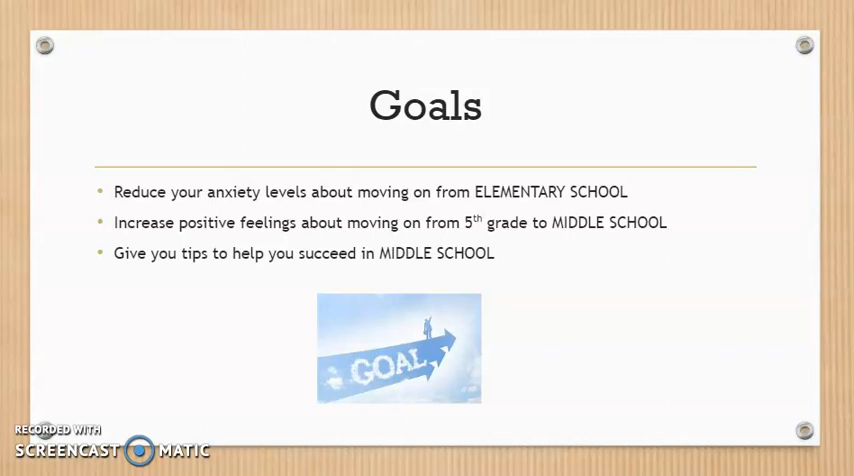 Goals
Reduce your anxiety levels about moving on from ELEMENTARY SCHOOL
Increase positive feelings about moving on from 5th grade to MIDDLE SCHOOL
Give you tips to help you succeed in MIDDLE SCHOOL
GOAL
RECORDED WITH
SCREENCAST MATIC